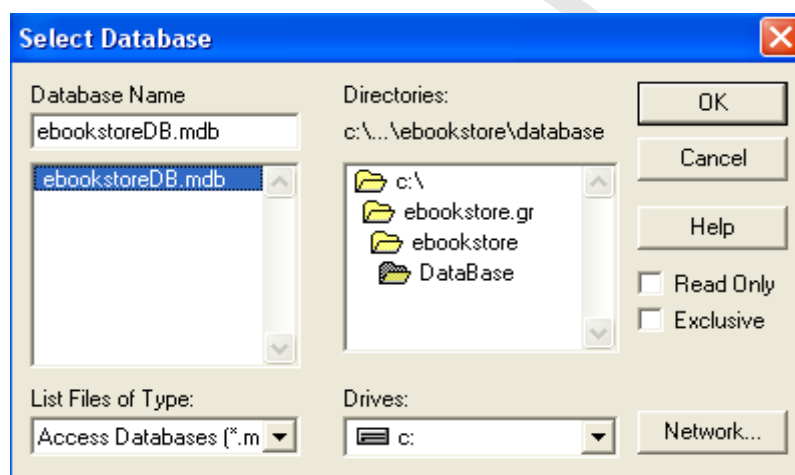 Select Database
Database Name
ebookstoreDB.mdb
ebookstoreDB.mdb
List Files of Type:
Access Databases (*.m
Directories:
c:\...\ebookstore\database
c:\
ebookstore.gr
ebookstore
DataBase
Drives:
c:
OK
Cancel
Help
Read Only
Exclusive
Network...